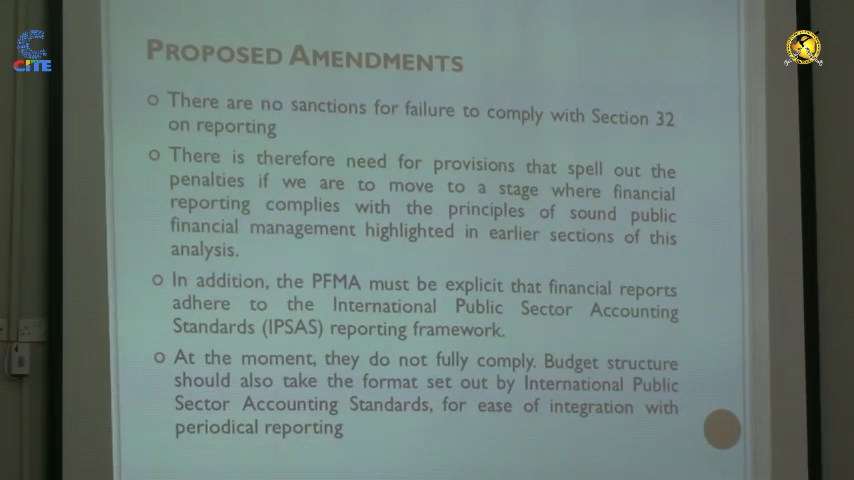 CITE
PROPOSED AMENDMENTS
There are no sanctions for failure to comply with Section 32
on reporting
There is therefore need for provisions that spell out the
penalties if we are to move to a stage where financial
reporting complies with the principles of sound public
financial management highlighted in earlier sections of this
analysis.
In addition, the PFMA must be explicit that financial reports
adhere to the International Public Sector Accounting
Standards (IPSAS) reporting framework.
At the moment, they do not fully comply. Budget structure
should also take the format set out by International Public
Sector Accounting Standards, for ease of integration with
periodical reporting